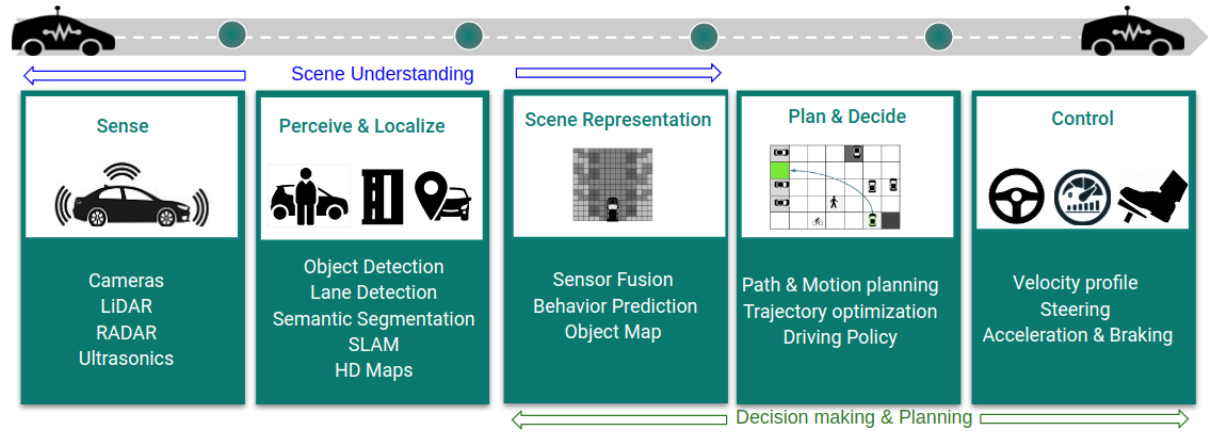 Scene Understanding
Sense
Cameras
LiDAR
RADAR
Ultrasonics
Perceive & Localize
Object Detection
Lane Detection
Semantic Segmentation
SLAM
HD Maps
Scene Representation
Sensor Fusion
Behavior Prediction
Object Map
Plan & Decide
Path & Motion planning
Trajectory optimization
Driving Policy
Control
Velocity profile
Steering
Acceleration & Braking
Decision making & Planning